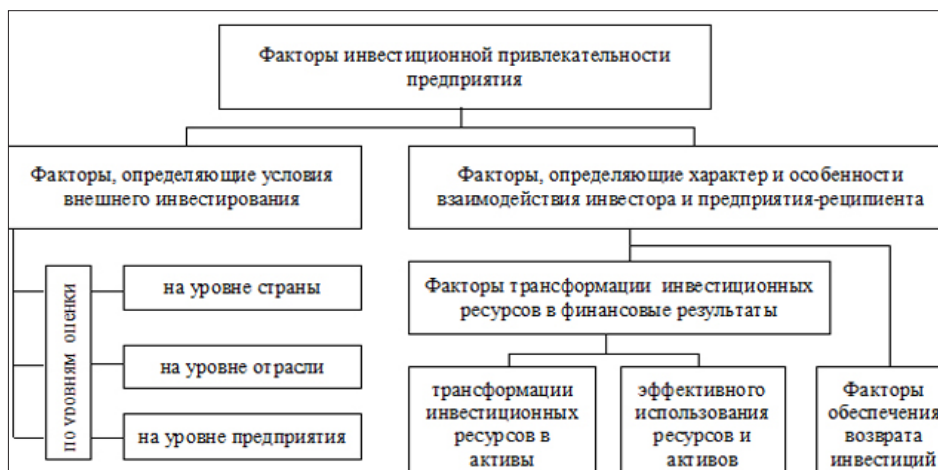 Факторы инвестиционной привлекательности
предприятия
Факторы, определяющие условия
внешнего инвестирования
Факторы, определяющие характер и особенности
взаимодействия инвестора и предприятия-реципиента
по уровням оценки
на уровне страны
на уровне отрасли
на уровне предприятия
Факторы трансформации инвестиционных
ресурсов в финансовые результаты
трансформации
инвестиционных
ресурсов в
активы
эффективного
использования
ресурсов и
активов
Факторы
обеспечения
возврата
инвестиций